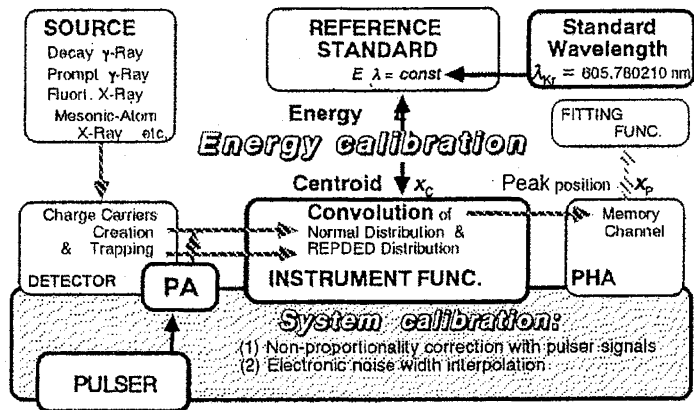 SOURCE
Decay γ-Ray
Prompt γ-Ray
Fluori. X-Ray
Mesonic-Atom
X-Ray etc.
REFERENCE
STANDARD
E λ = const
Standard
Wavelength
λKr = 605.780210 nm
Energy
Energy calibration
FITTING
FUNC.
Centroid xC
Peak position xP
Charge Carriers
Creation
& Trapping
DETECTOR
PA
Convolution of
Normal Distribution &
REPDED Distribution
INSTRUMENT FUNC.
Memory
Channel
PHA
System calibration:
(1) Non-proportionality correction with pulser signals
(2) Electronic noise width interpolation
PULSER